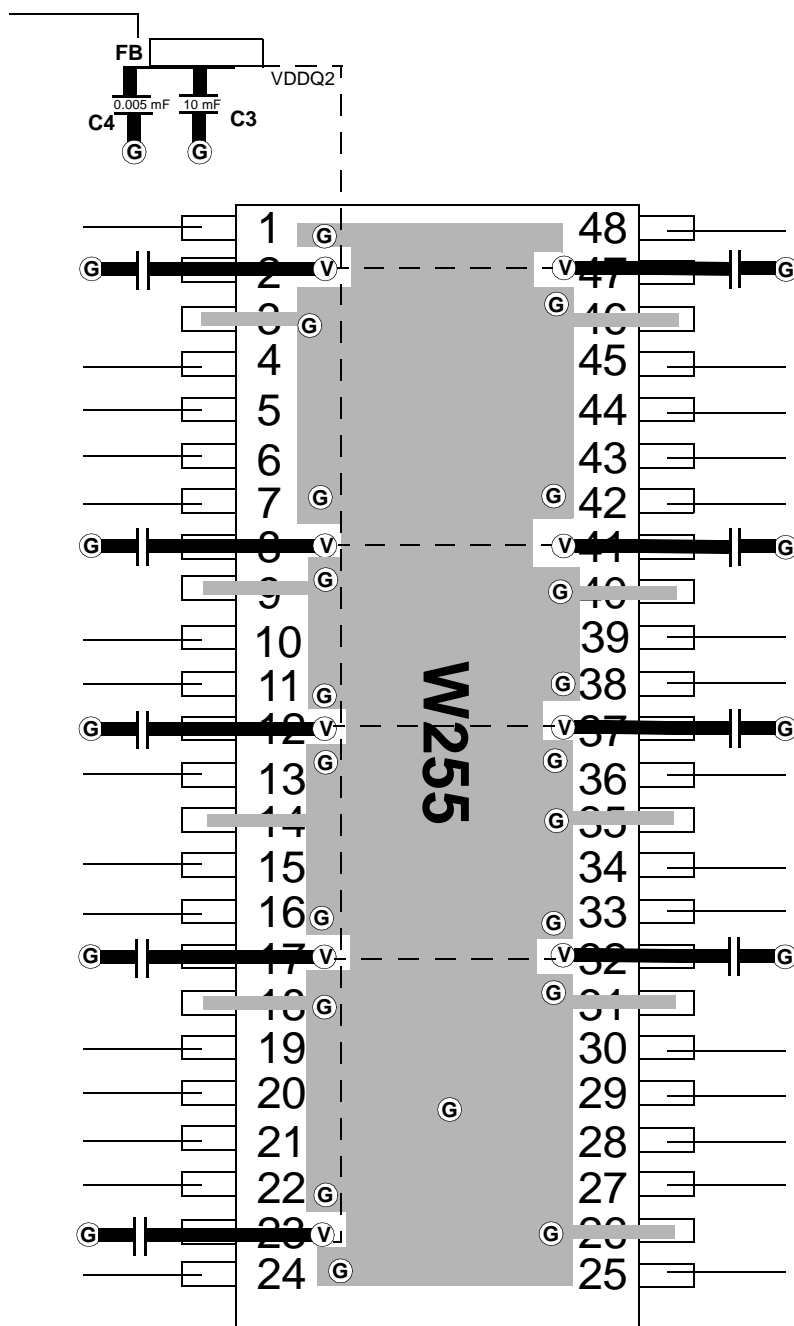 FB
VDDQ2
0.005 mF 10 mF
C4 C3
G G
1 G 48
G 2 V V 47 G
3 G G 46
4 45
5 44
6 43
7 G G 42
G 8 V V 41 G
9 G G 40
10 39
11 G G 38
W255
G 12 V V 37 G
13 G G 36
14 G 35
15 34
16 G G 33
G 17 V V 32 G
18 G G 31
19 30
20 G 29
21 28
22 G 27
G 23 V G 26
24 G 25